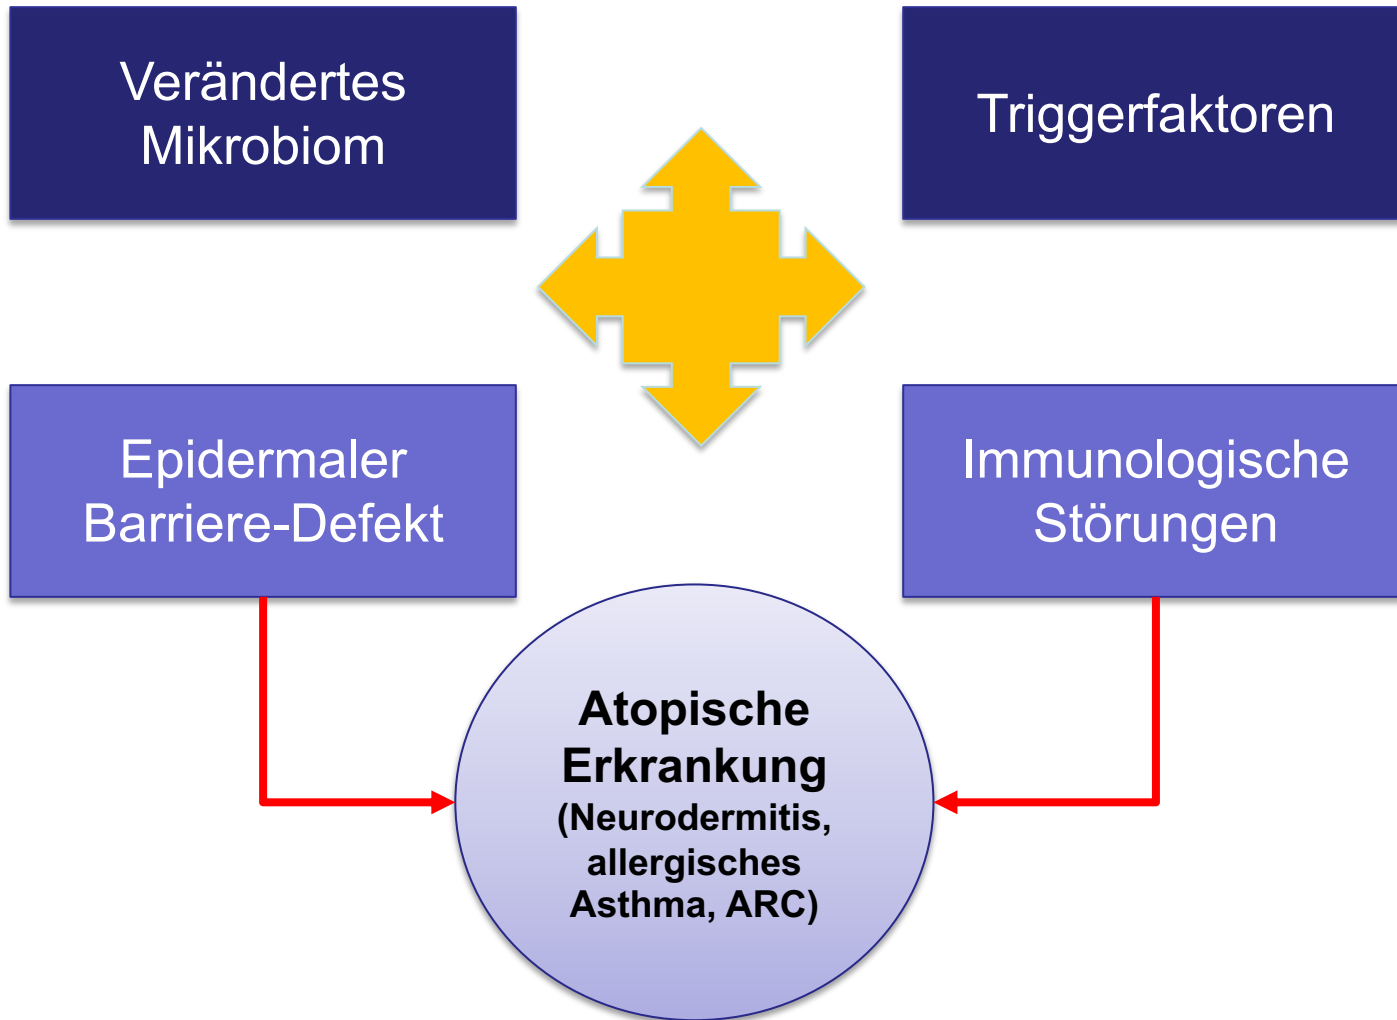 Verändertes
Mikrobiom
Triggerfaktoren
Epidermaler
Barriere-Defekt
Immunologische
Störungen
Atopische
Erkrankung
(Neurodermitis,
allergisches
Asthma, ARC)